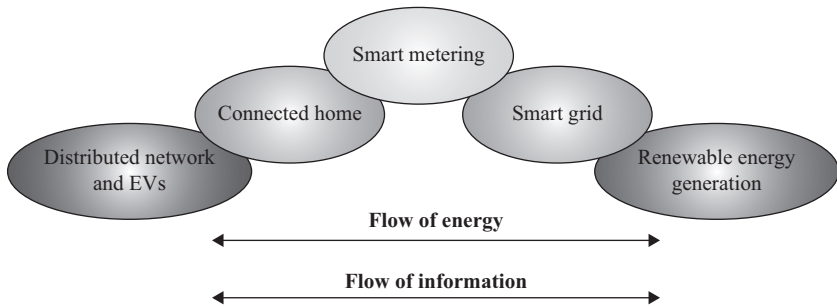 Smart metering
Connected home
Smart grid
Distributed network
and EVs
Renewable energy
generation
Flow of energy
Flow of information